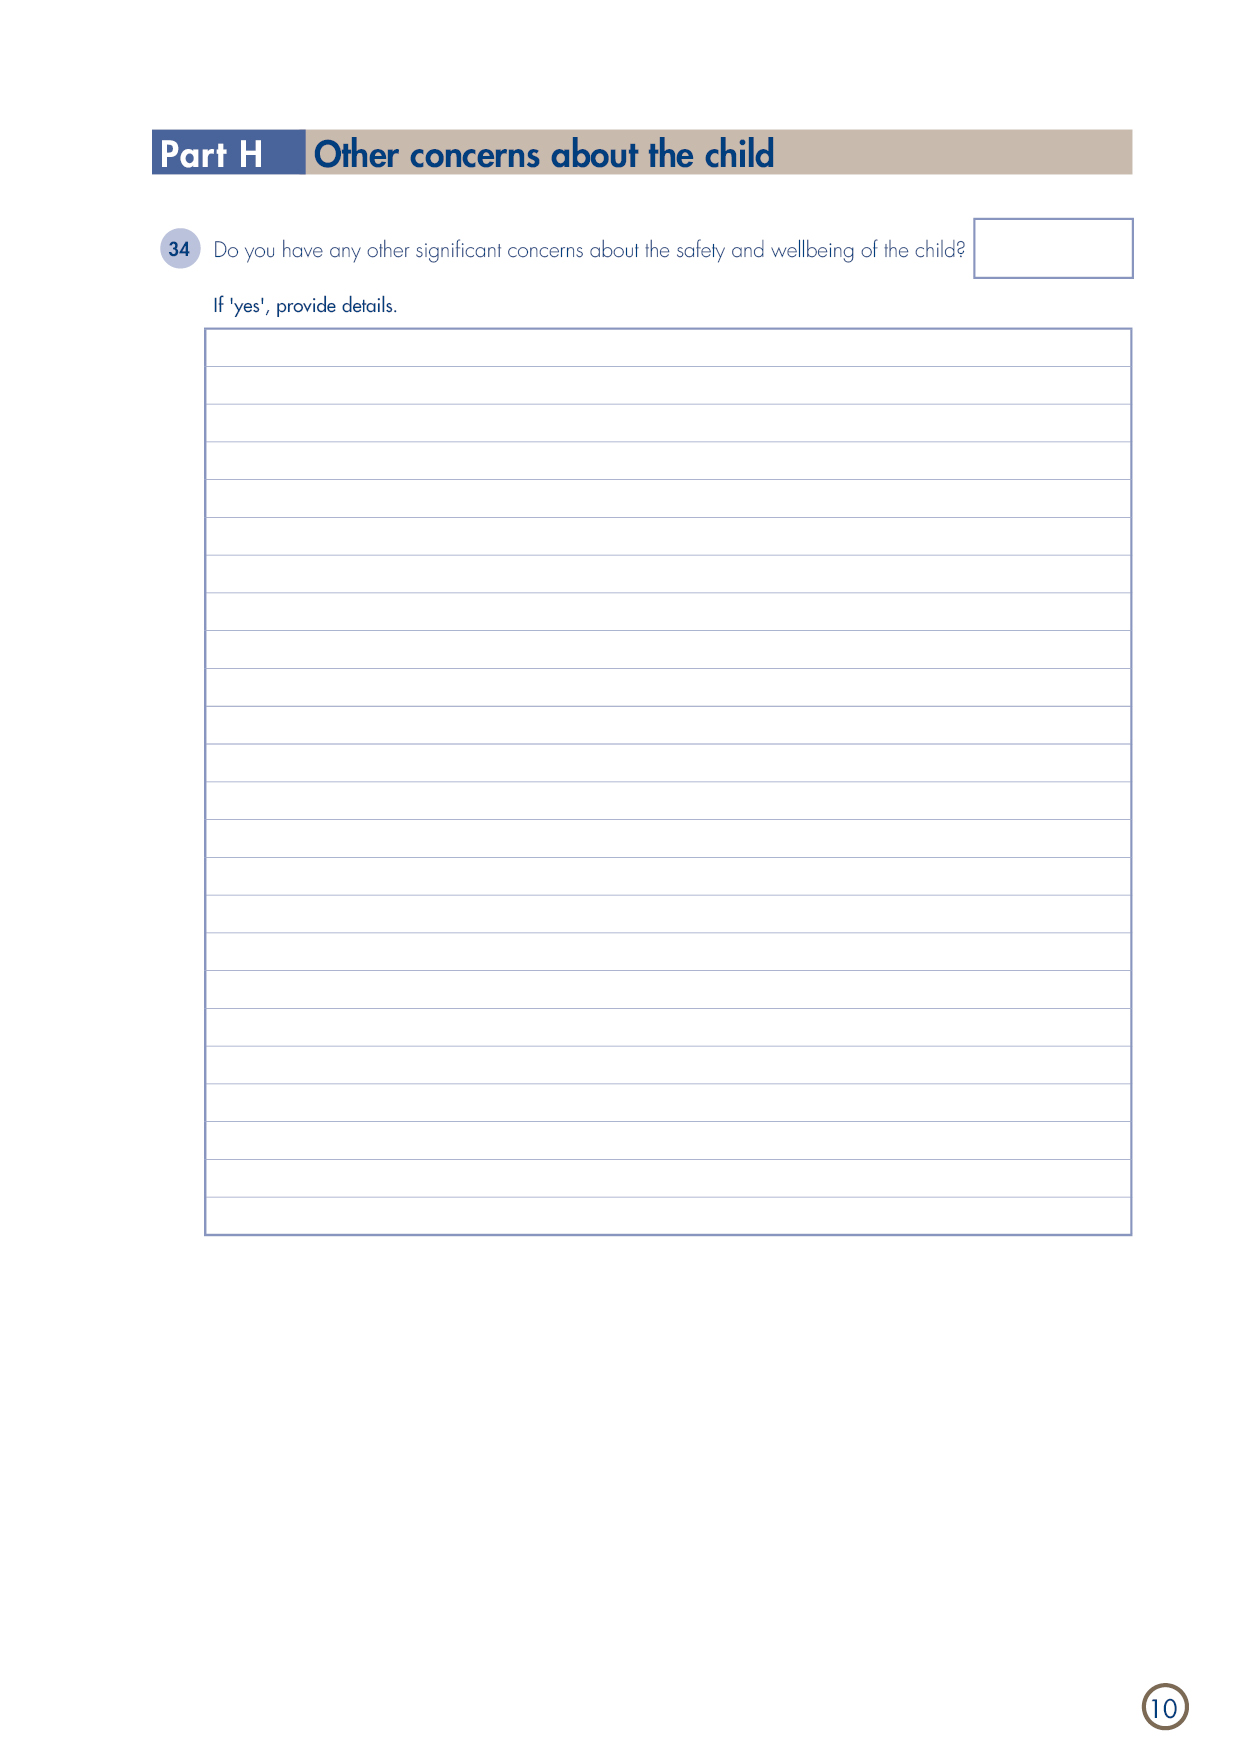 Part H Other concerns about the child
34 Do you have any other significant concerns about the safety and wellbeing of the child?
If 'yes', provide details.
10